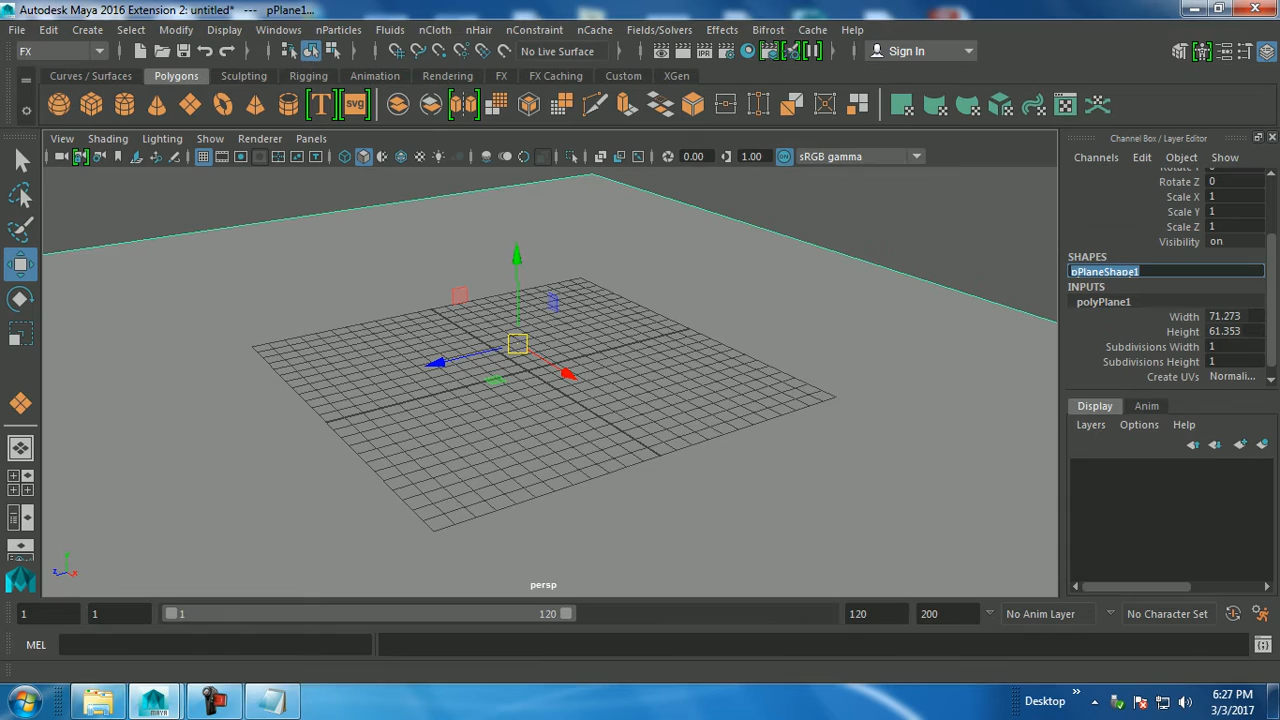 Autodesk Maya 2016 Extension 2: untitled* --- pPlane1...
File Edit Create Select Modify Display Windows nParticles Fluids nCloth nHair nConstraint nCache Fields/Solvers Effects Bifrost Cache Help
FX No Live Surface IPR Sign In
Curves / Surfaces Polygons Sculpting Rigging Animation Rendering FX FX Caching Custom XGen
T SVG
Channel Box / Layer Editor
View Shading Lighting Show Renderer Panels
Channels Edit Object Show
0.00 1.00 sRGB gamma
Rotate Y 0
Rotate Z 0
Scale X 1
Scale Y 1
Scale Z 1
Visibility on
SHAPES
pPlaneShape1
INPUTS
polyPlane1
Width 71.273
Height 61.353
Subdivisions Width 1
Subdivisions Height 1
Create UVs Normali...
Display Anim
Layers Options Help
y
z x
persp
1 1 1 120 120 200 No Anim Layer No Character Set
MEL
MAYA
Desktop »
6:27 PM
3/3/2017